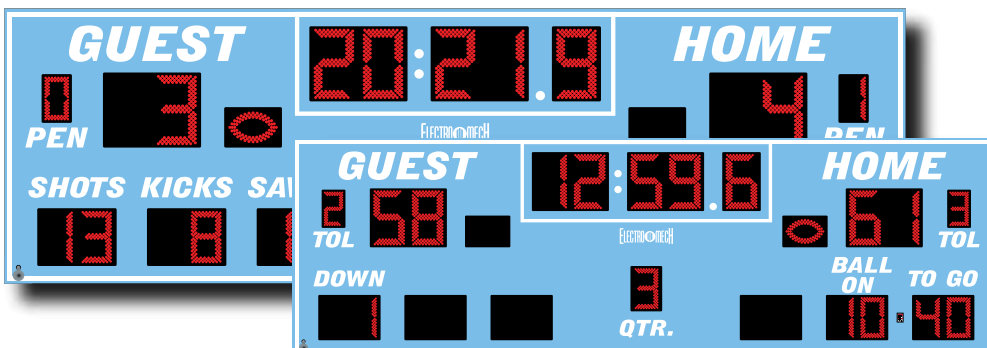 GUEST 20:21.9 HOME
0 3 4 1
PEN PEN
ELECTRO MECH
SHOTS KICKS
13 8
GUEST 12:59.6 HOME
2 58 61 3
TOL TOL
ELECTRO MECH
DOWN BALL ON TO GO
1 3 10 40
QTR.